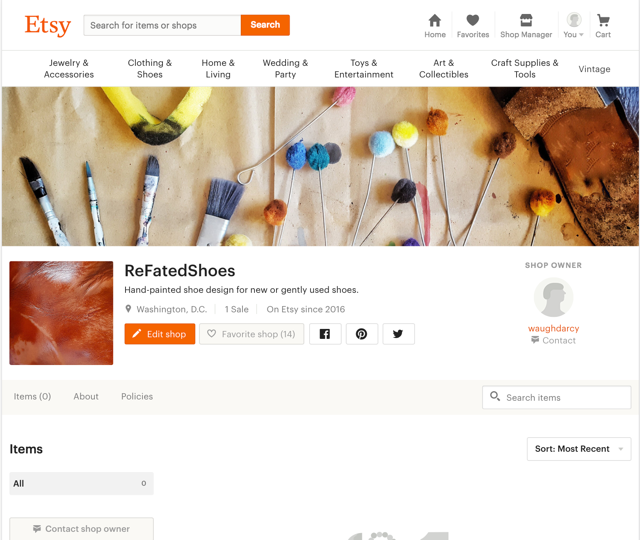 Etsy
Search for items or shops
Search
Home
Favorites
Shop Manager
You
Cart
Jewelry & Accessories
Clothing & Shoes
Home & Living
Wedding & Party
Toys & Entertainment
Art & Collectibles
Craft Supplies & Tools
Vintage
ReFatedShoes
Hand-painted shoe design for new or gently used shoes.
Washington, D.C.
1 Sale
On Etsy since 2016
Edit shop
Favorite shop (14)
SHOP OWNER
waughdarcy
Contact
Items (0)
About
Policies
Search items
Items
Sort: Most Recent
All
0
Contact shop owner